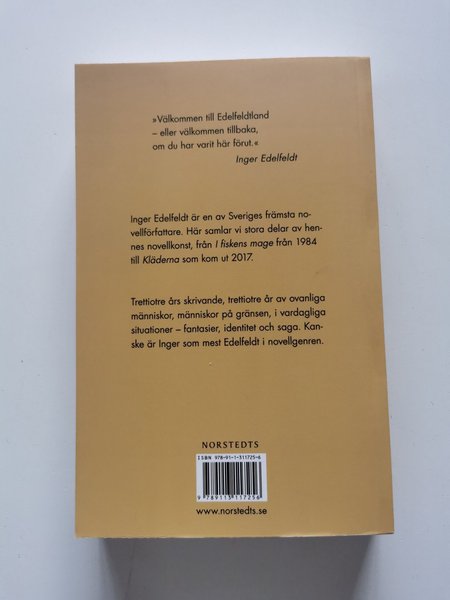 »Välkommen till Edelfeldtland
– eller välkommen tillbaka,
om du har varit här förut.«
Inger Edelfeldt
Inger Edelfeldt är en av Sveriges främsta no-
vellförfattare. Här samlar vi stora delar av hen-
nes novellkonst, från I fiskens mage från 1984
till Kläderna som kom ut 2017.
Trettiotre års skrivande, trettiotre år av ovanliga
människor, människor på gränsen, i vardagliga
situationer – fantasier, identitet och saga. Kan-
ske är Inger som mest Edelfeldt i novellgenren.
NORSTEDTS
ISBN 978-91-1-311725-6
9 789113 117256
www.norstedts.se